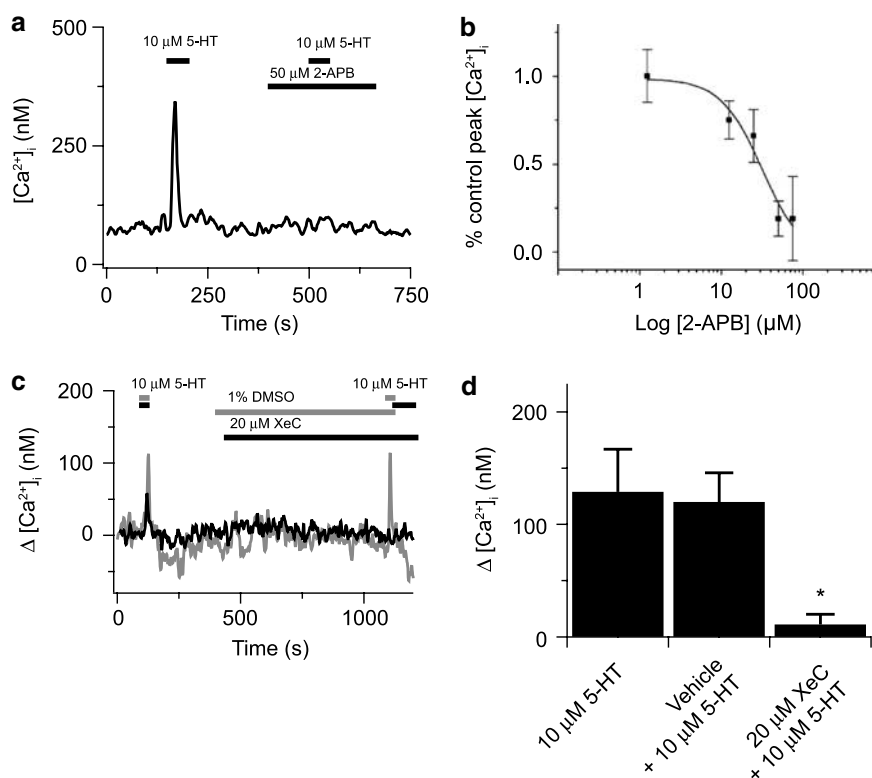 a
500
10 μM 5-HT
10 μM 5-HT
50 μM 2-APB
250
0
[Ca²⁺]ᵢ (nM)
0
250
500
750
Time (s)
b
1.0
0.5
0.0
% control peak [Ca²⁺]ᵢ
1
10
100
Log [2-APB] (μM)
c
200
10 μM 5-HT
10 μM 5-HT
1% DMSO
20 μM XeC
100
0
Δ [Ca²⁺]ᵢ (nM)
0
500
1000
Time (s)
d
200
100
0
Δ [Ca²⁺]ᵢ (nM)
*
10 μM 5-HT
Vehicle
+ 10 μM 5-HT
20 μM XeC
+ 10 μM 5-HT